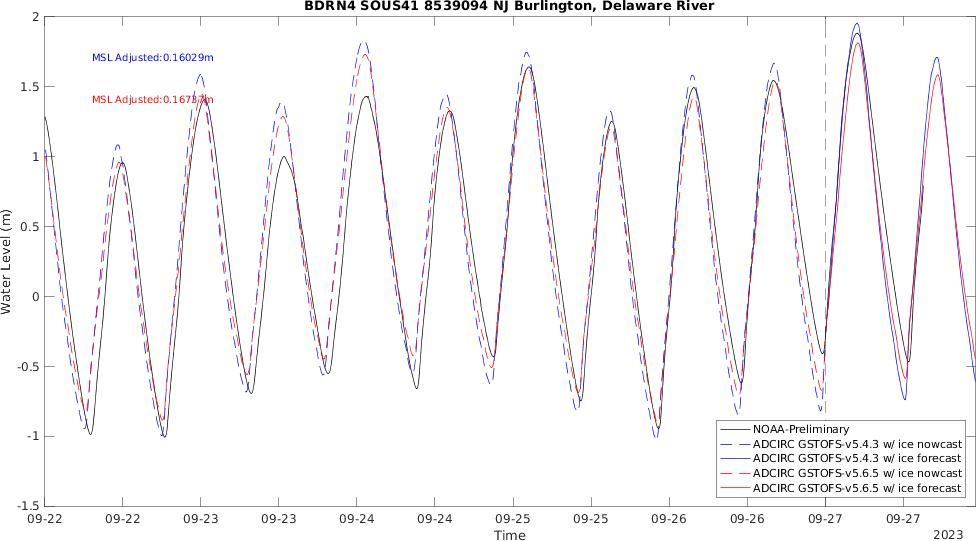 BDRN4 SOUS41 8539094 NJ Burlington, Delaware River
2
MSL Adjusted:0.16029m
1.5
MSL Adjusted:0.16737m
1
0.5
Water Level (m)
0
-0.5
-1
NOAA-Preliminary
ADCIRC GSTOFS-v5.4.3 w/ ice nowcast
ADCIRC GSTOFS-v5.4.3 w/ ice forecast
ADCIRC GSTOFS-v5.6.5 w/ ice nowcast
ADCIRC GSTOFS-v5.6.5 w/ ice forecast
-1.5
09-22 09-22 09-23 09-23 09-24 09-24 09-25 09-25 09-26 09-26 09-27 09-27
Time
2023